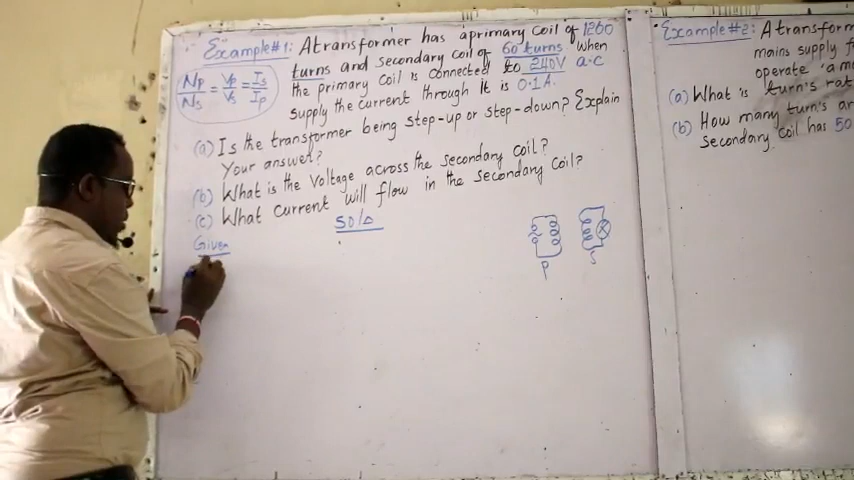 Example#1: A transformer has a primary coil of 1200
turns and secondary coil of 60 turns when
the primary coil is connected to 240V a.c
supply the current through it is 0.1A.
Np/Ns = Vp/Vs = Is/Ip
(a) Is the transformer being step-up or step-down? Explain
Your answer?
(b) What is the Voltage across the secondary coil?
(c) What current will flow in the secondary coil?
Soln
Given
P
S
Example#2: A transform
mains supply f
operate a m
(a) What is turn's rat
(b) How many turn's ar
secondary coil has 50